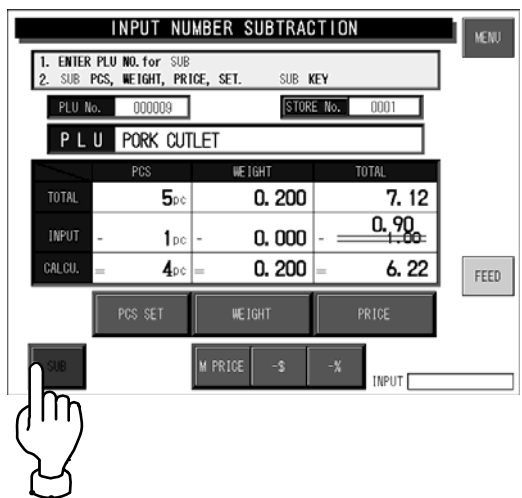 INPUT NUMBER SUBTRACTION
MENU
1. ENTER PLU NO. for SUB
2. SUB PCS, WEIGHT, PRICE, SET. SUB KEY
PLU No. 000009 STORE No. 0001
PLU PORK CUTLET
PCS WEIGHT TOTAL
TOTAL 5pc 0.200 7.12
INPUT - 1pc - 0.000 - 0.90 1.00
CALCU. = 4pc = 0.200 = 6.22
FEED
PCS SET WEIGHT PRICE
SUB M PRICE -$ -%
INPUT